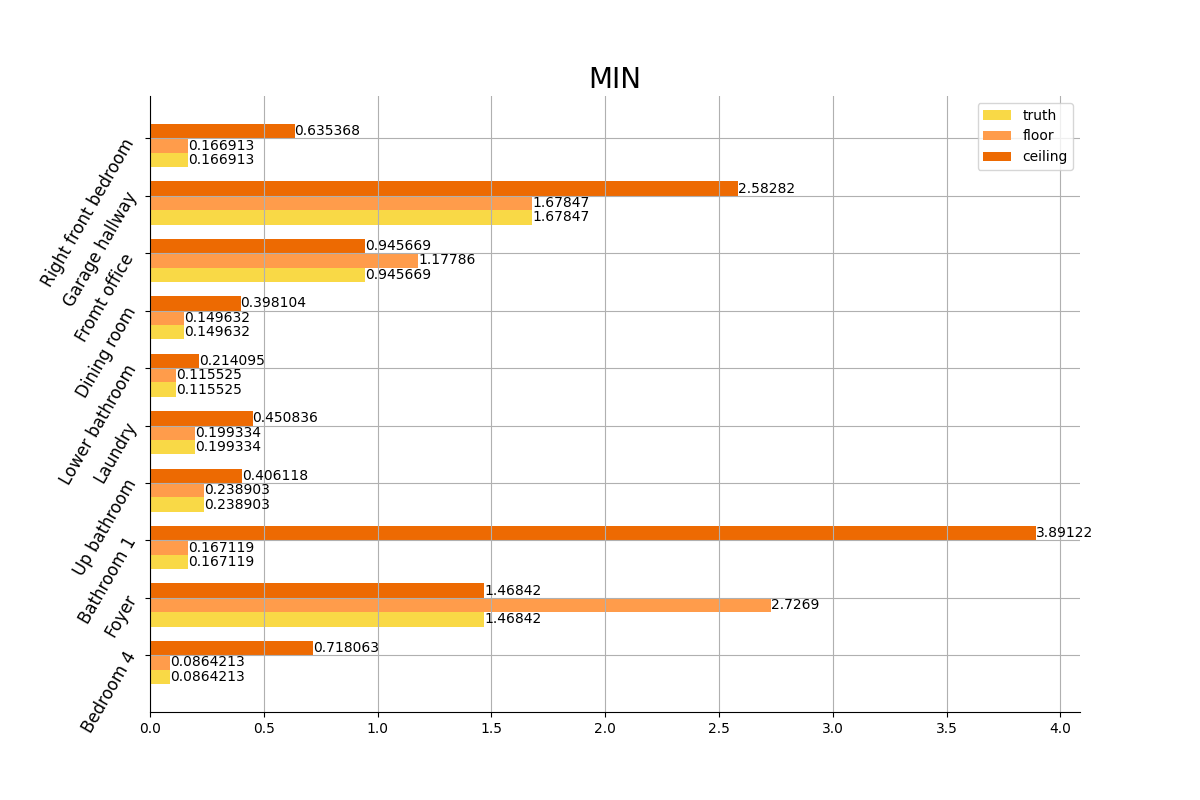 MIN
truth
floor
ceiling
Right front bedroom
0.635368
0.166913
0.166913
Garage hallway
2.58282
1.67847
1.67847
Fromt office
0.945669
1.17786
0.945669
Dining room
0.398104
0.149632
0.149632
Lower bathroom
0.214095
0.115525
0.115525
Laundry
0.450836
0.199334
0.199334
Up bathroom
0.406118
0.238903
0.238903
Bathroom 1
3.89122
0.167119
0.167119
Foyer
1.46842
2.7269
1.46842
Bedroom 4
0.718063
0.0864213
0.0864213
0.0 0.5 1.0 1.5 2.0 2.5 3.0 3.5 4.0